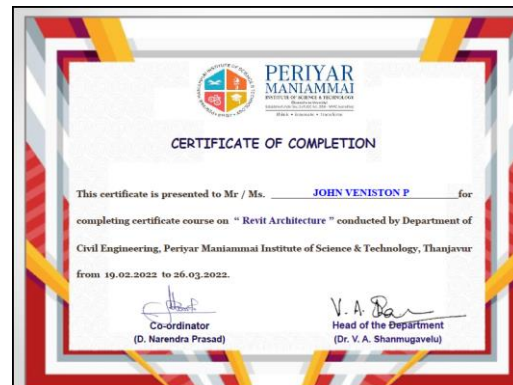 PERIYAR
MANIAMMAI
INSTITUTE OF SCIENCE & TECHNOLOGY
CERTIFICATE OF COMPLETION
This certificate is presented to Mr / Ms. JOHN VENISTON P for
completing certificate course on “ Revit Architecture ” conducted by Department of
Civil Engineering, Periyar Maniammai Institute of Science & Technology, Thanjavur
from 19.02.2022 to 26.03.2022.
Co-ordinator
(D. Narendra Prasad)
V. A.
Head of the Department
(Dr. V. A. Shanmugavelu)